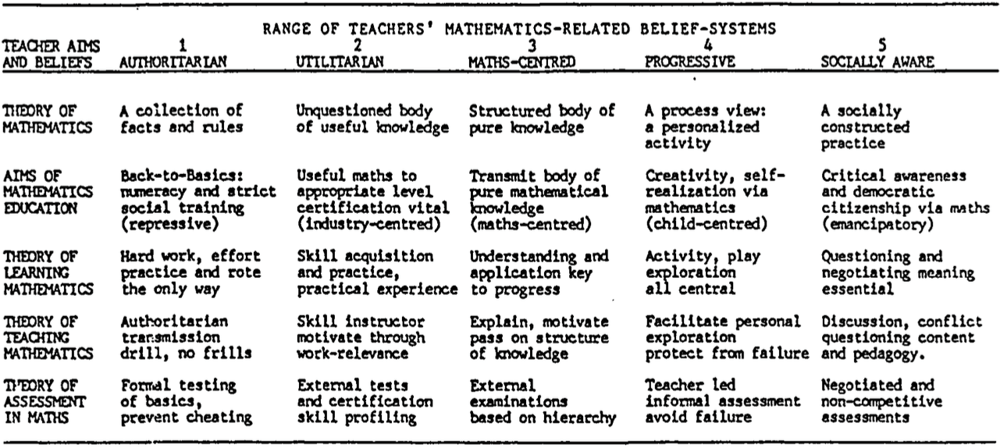 RANGE OF TEACHERS' MATHEMATICS-RELATED BELIEF-SYSTEMS
TEACHER AIMS 1 2 3 4 5
AND BELIEFS AUTHORITARIAN UTILITARIAN MATHS-CENTRED PROGRESSIVE SOCIALLY AWARE
THEORY OF A collection of Unquestioned body Structured body of A process view: A socially
MATHEMATICS facts and rules of useful knowledge pure knowledge a personalized constructed
activity practice
AIMS OF Back-to-Basics: Useful maths to Transmit body of Creativity, self- Critical awareness
MATHEMATICS numeracy and strict appropriate level pure mathematical realization via and democratic
EDUCATION social training certification vital knowledge mathematics citizenship via maths
(repressive) (industry-centred) (maths-centred) (child-centred) (emancipatory)
THEORY OF Hard work, effort Skill acquisition Understanding and Activity, play Questioning and
LEARNING practice and rote and practice, application key exploration negotiating meaning
MATHEMATICS the only way practical experience to progress all central essential
THEORY OF Authoritarian Skill instructor Explain, motivate Facilitate personal Discussion, conflict
TEACHING transmission motivate through pass on structure exploration questioning content
MATHEMATICS drill, no frills work-relevance of knowledge protect from failure and pedagogy.
THEORY OF Formal testing External tests External Teacher led Negotiated and
ASSESSMENT of basics, and certification examinations informal assessment non-competitive
IN MATHS prevent cheating skill profiling based on hierarchy avoid failure assessments